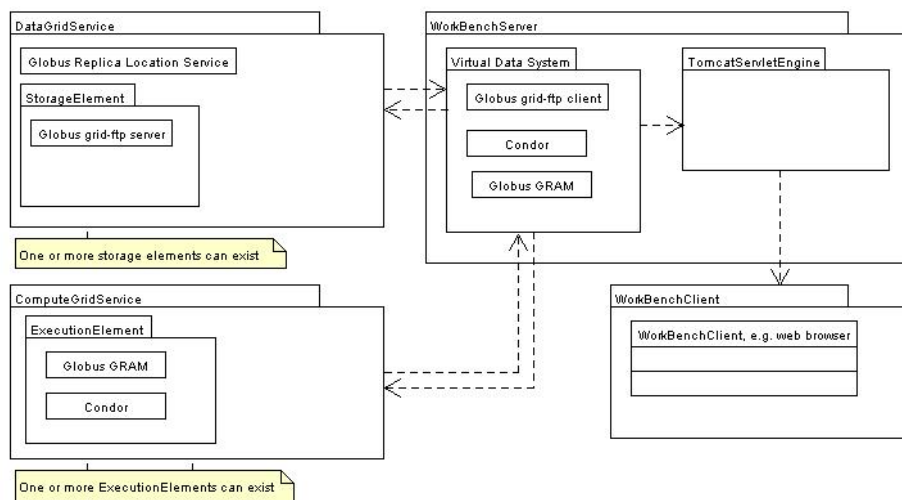 DataGridService
Globus Replica Location Service
StorageElement
Globus grid-ftp server
One or more storage elements can exist
WorkBenchServer
Virtual Data System
Globus grid-ftp client
Condor
Globus GRAM
TomcatServletEngine
ComputeGridService
ExecutionElement
Globus GRAM
Condor
One or more ExecutionElements can exist
WorkBenchClient
WorkBenchClient, e.g. web browser